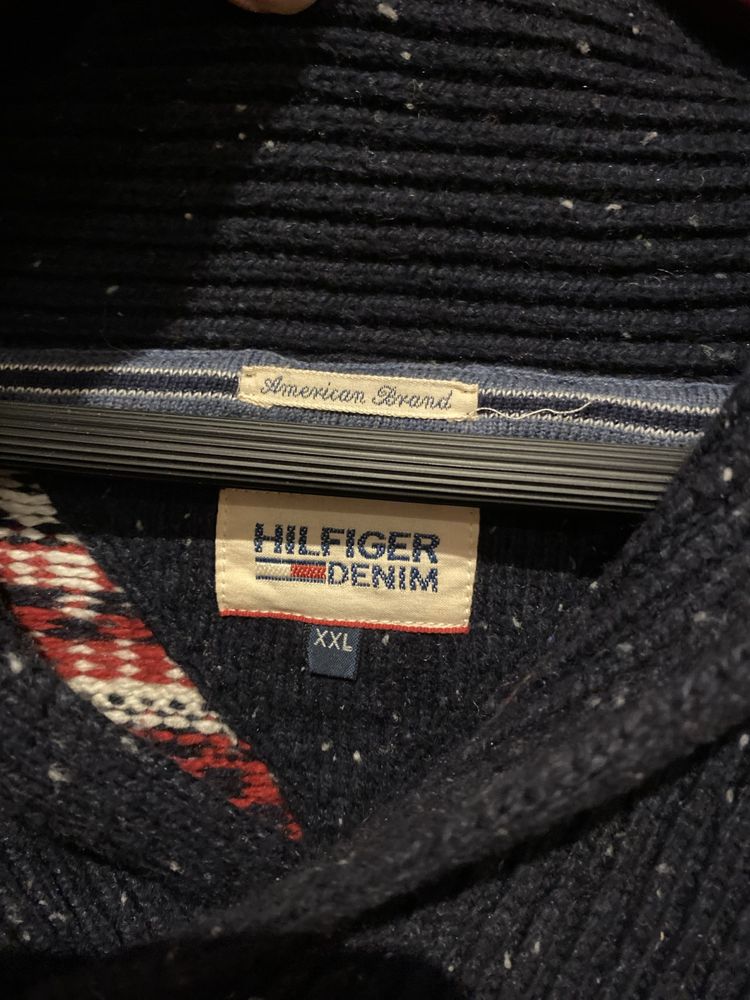 American Brand
HILFIGER
DENIM
XXL